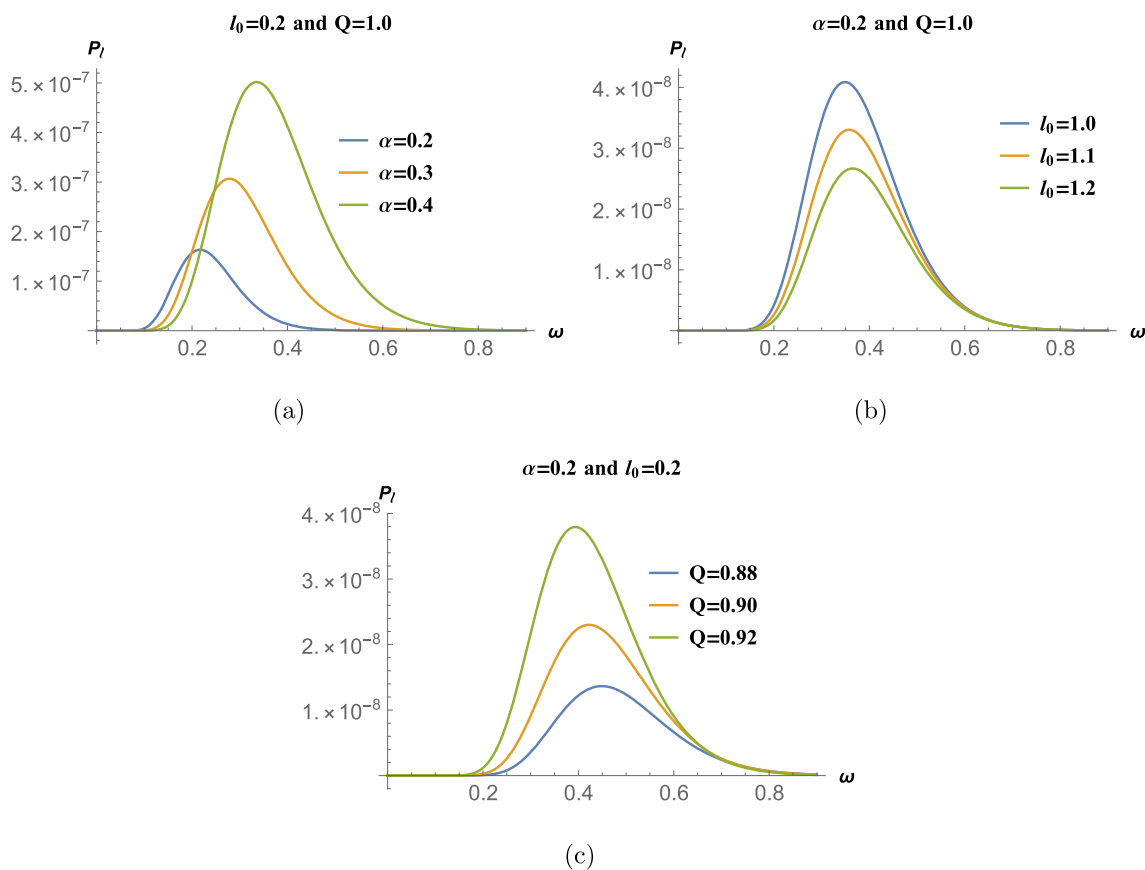 l₀=0.2 and Q=1.0
Pₗ
5.×10⁻⁷
4.×10⁻⁷
3.×10⁻⁷
2.×10⁻⁷
1.×10⁻⁷
0.2 0.4 0.6 0.8
ω
α=0.2
α=0.3
α=0.4
(a)
α=0.2 and Q=1.0
Pₗ
4.×10⁻⁸
3.×10⁻⁸
2.×10⁻⁸
1.×10⁻⁸
0.2 0.4 0.6 0.8
ω
l₀=1.0
l₀=1.1
l₀=1.2
(b)
α=0.2 and l₀=0.2
Pₗ
4.×10⁻⁸
3.×10⁻⁸
2.×10⁻⁸
1.×10⁻⁸
0.2 0.4 0.6 0.8
ω
Q=0.88
Q=0.90
Q=0.92
(c)